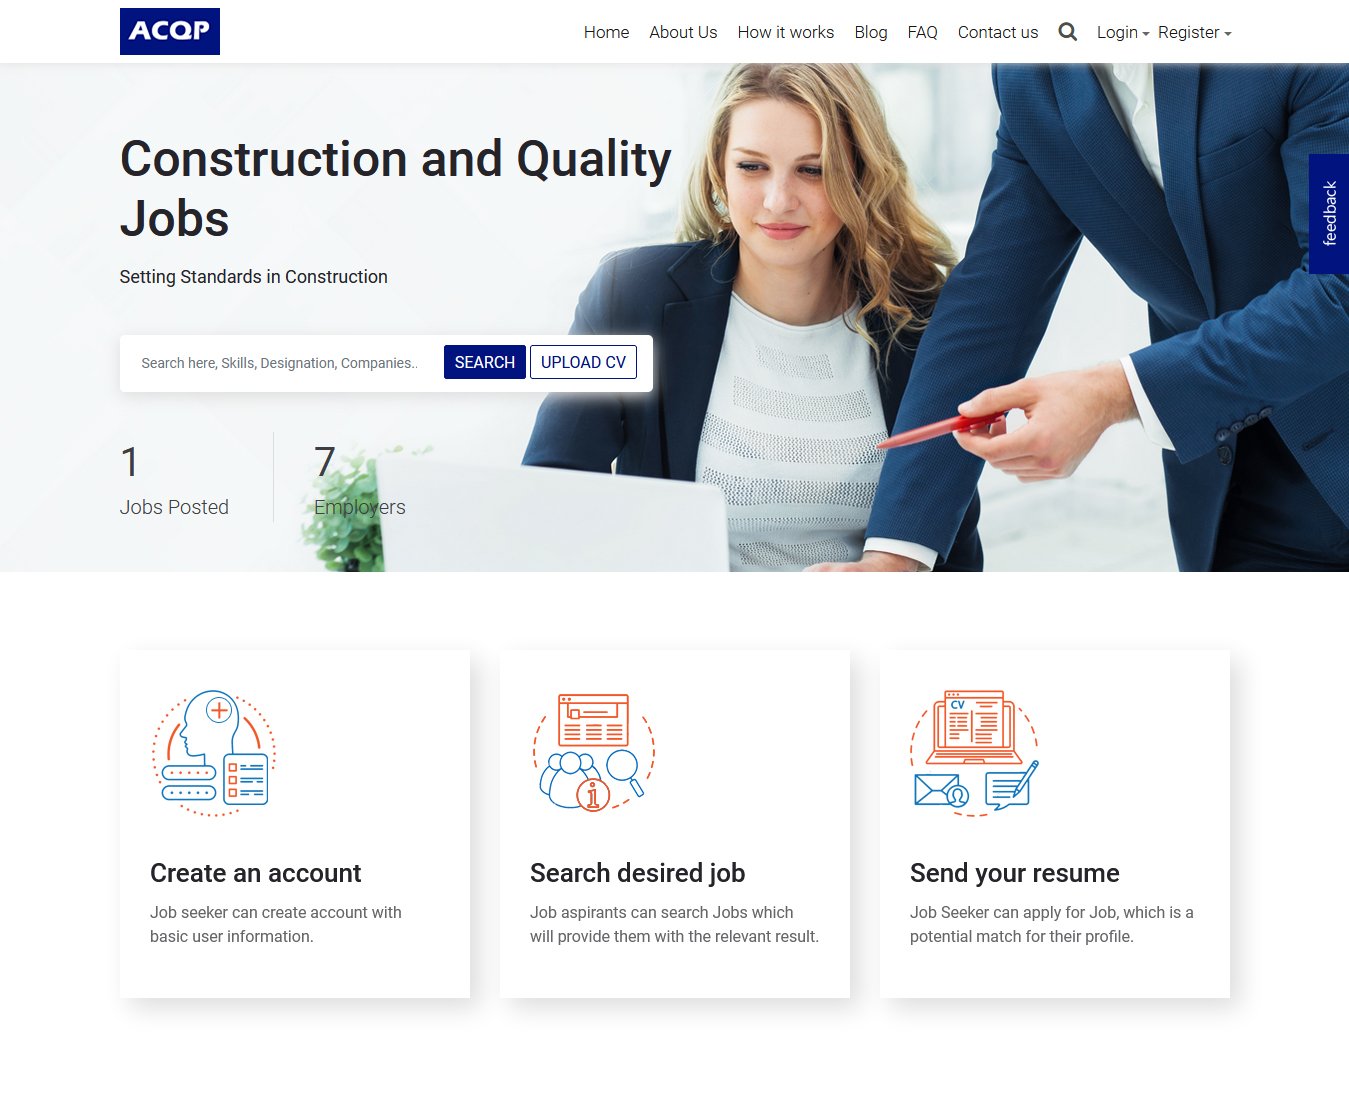 ACQP
Home About Us How it works Blog FAQ Contact us Login Register
Construction and Quality
Jobs
feedback
Setting Standards in Construction
Search here, Skills, Designation, Companies.. SEARCH UPLOAD CV
1 7
Jobs Posted Employers
CV
i
Create an account
Job seeker can create account with
basic user information.
Search desired job
Job aspirants can search Jobs which
will provide them with the relevant result.
Send your resume
Job Seeker can apply for Job, which is a
potential match for their profile.